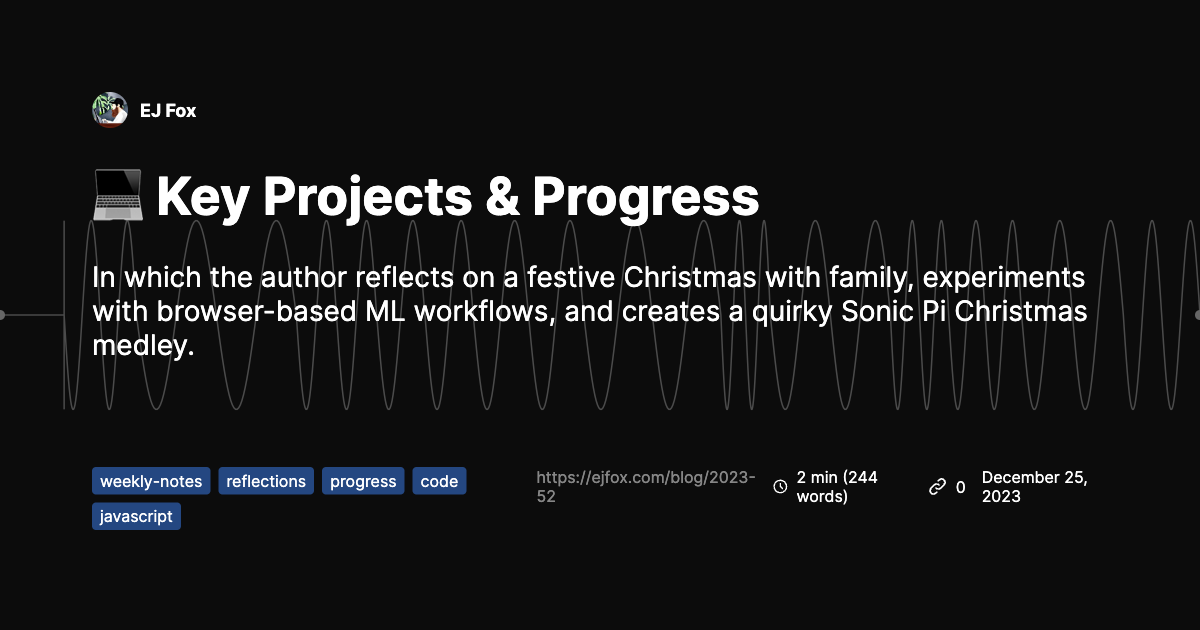 EJ Fox
💻 Key Projects & Progress
In which the author reflects on a festive Christmas with family, experiments
with browser-based ML workflows, and creates a quirky Sonic Pi Christmas
medley.
weekly-notes reflections progress code
javascript
https://ejfox.com/blog/2023-
52
2 min (244
words)
0
December 25,
2023